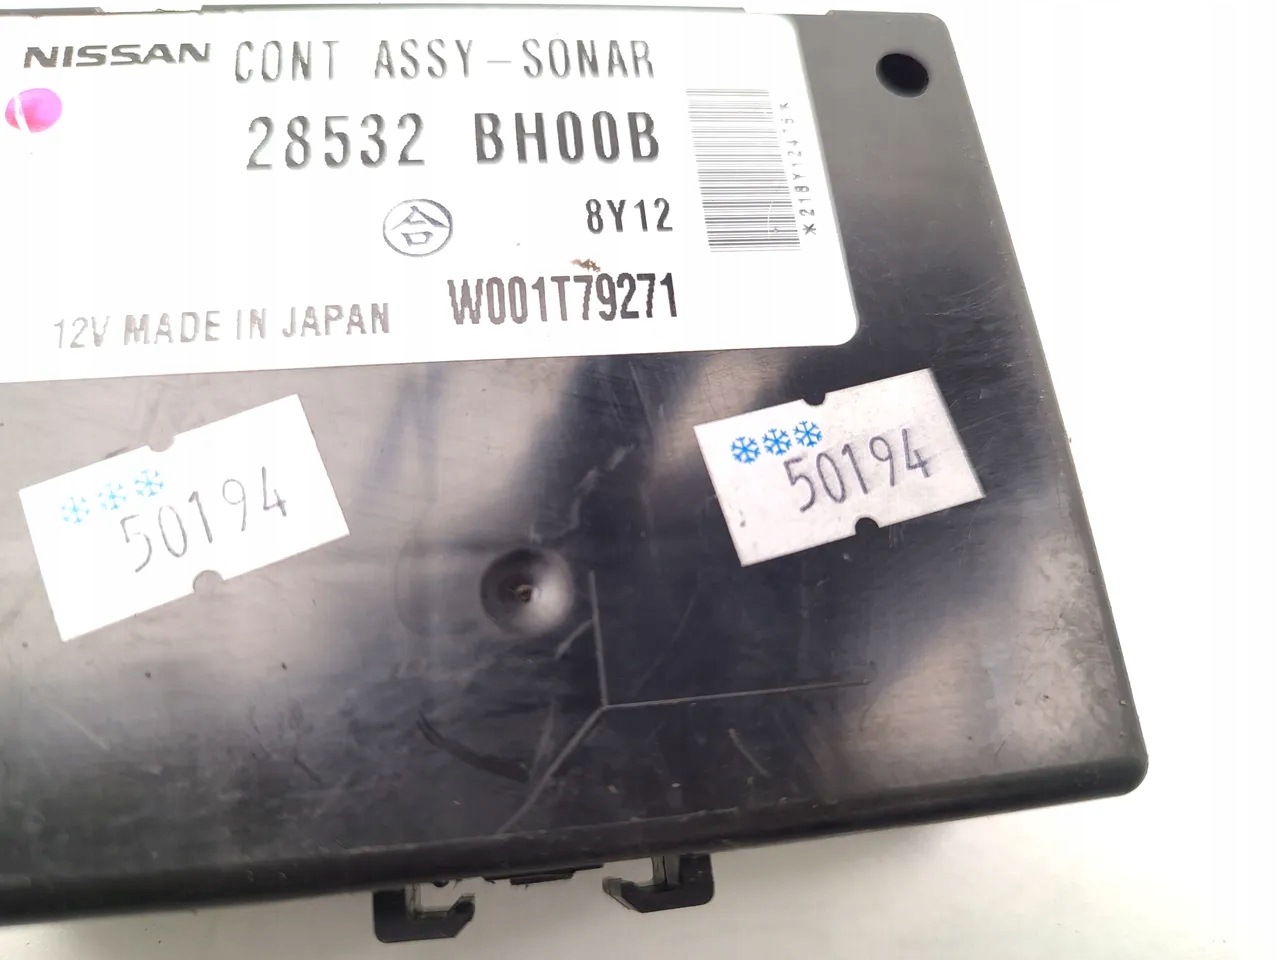 NISSAN CONT ASSY-SONAR
28532 BH00B
合
8Y12
W001T79271
12V MADE IN JAPAN
50194
50194